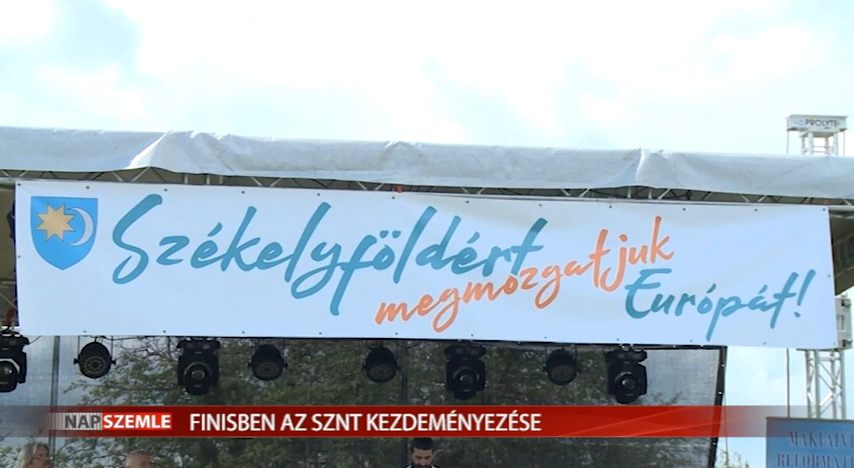 PROLYTE
Székelyföldért
megmozgatjuk
Európát!
NAPSZEMLE FINISBEN AZ SZNT KEZDEMÉNYEZÉSE